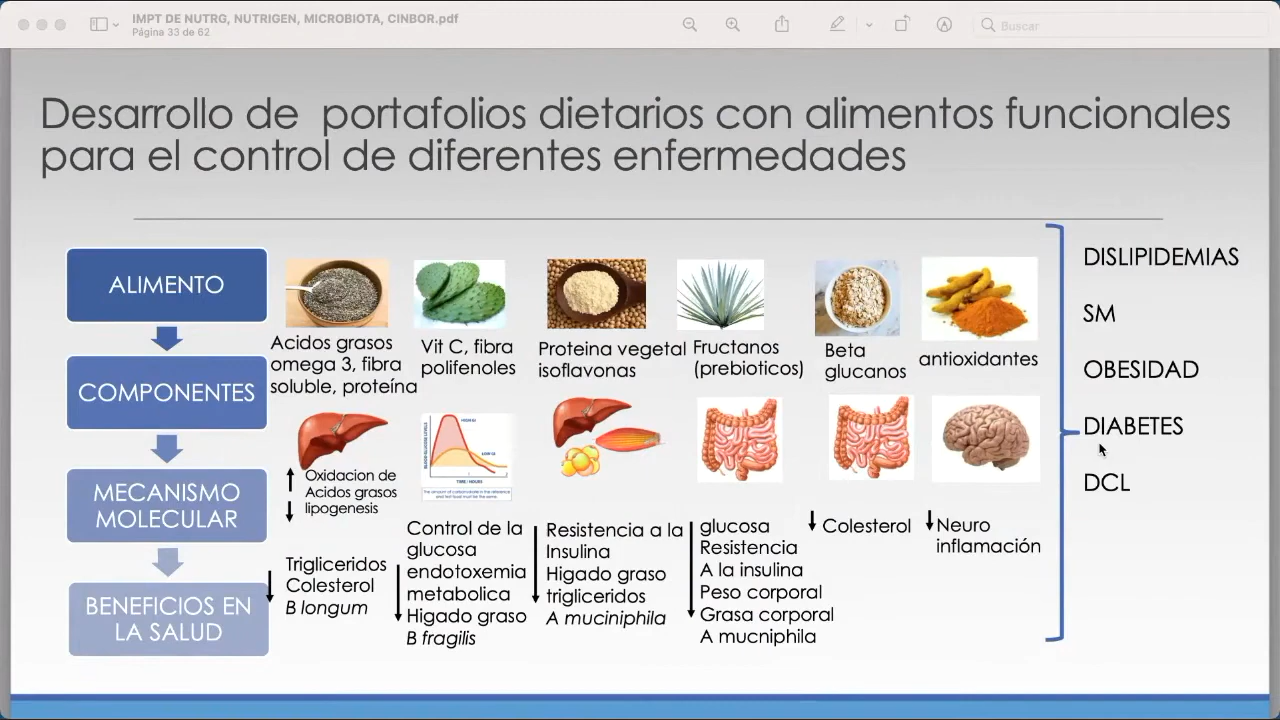 IMPT DE NUTRG, NUTRIGEN, MICROBIOTA, CINBOR.pdf
Página 33 de 62
Buscar
Desarrollo de portafolios dietarios con alimentos funcionales
para el control de diferentes enfermedades
ALIMENTO
COMPONENTES
MECANISMO
MOLECULAR
BENEFICIOS EN
LA SALUD
Acidos grasos
omega 3, fibra
soluble, proteína
Vit C, fibra
polifenoles
Proteina vegetal
isoflavonas
Fructanos
(prebioticos)
Beta
glucanos
antioxidantes
Oxidacion de
Acidos grasos
lipogenesis
Trigliceridos
Colesterol
B longum
Control de la
glucosa
endotoxemia
metabolica
Higado graso
B fragilis
Resistencia a la
Insulina
Higado graso
trigliceridos
A muciniphila
glucosa
Resistencia
A la insulina
Peso corporal
Grasa corporal
A mucniphila
Colesterol
Neuro
inflamación
DISLIPIDEMIAS
SM
OBESIDAD
DIABETES
DCL